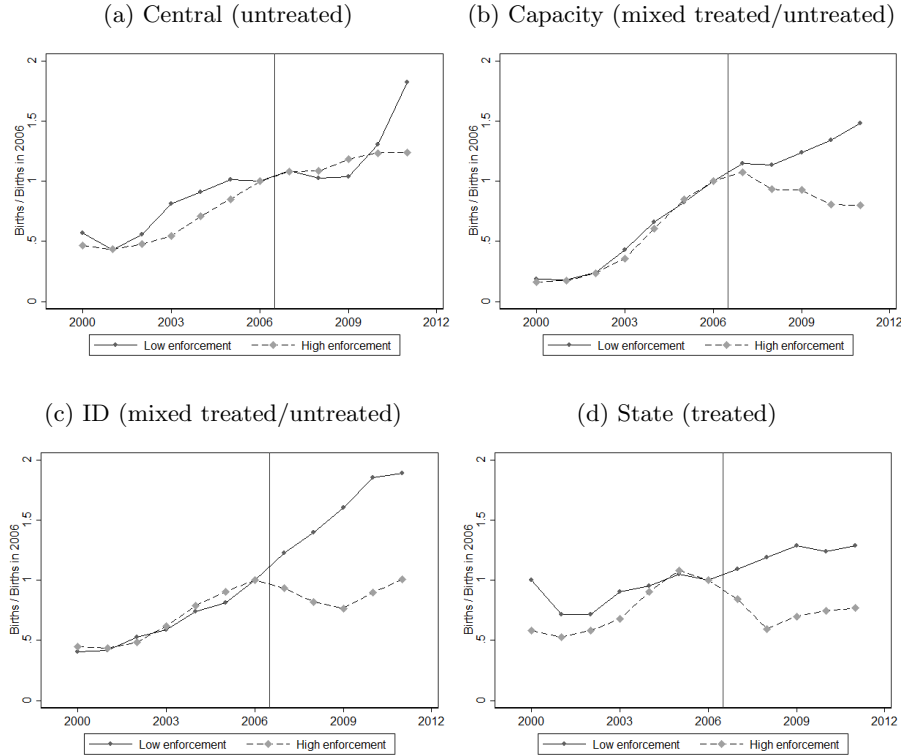 (a) Central (untreated)
Births / Births in 2006
0 .5 1 1.5 2
2000 2003 2006 2009 2012
Low enforcement High enforcement
(b) Capacity (mixed treated/untreated)
Births / Births in 2006
0 .5 1 1.5 2
2000 2003 2006 2009 2012
Low enforcement High enforcement
(c) ID (mixed treated/untreated)
Births / Births in 2006
0 .5 1 1.5 2
2000 2003 2006 2009 2012
Low enforcement High enforcement
(d) State (treated)
Births / Births in 2006
0 .5 1 1.5 2
2000 2003 2006 2009 2012
Low enforcement High enforcement